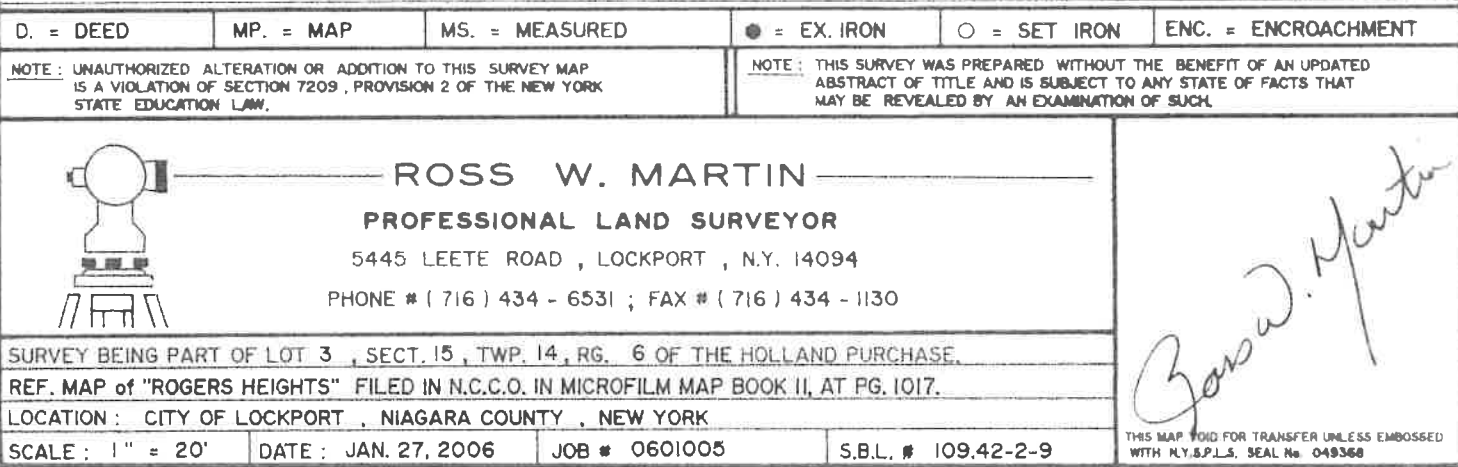 D. = DEED MP. = MAP MS. = MEASURED ● = EX. IRON ○ = SET IRON ENC. = ENCROACHMENT
NOTE : UNAUTHORIZED ALTERATION OR ADDITION TO THIS SURVEY MAP
IS A VIOLATION OF SECTION 7209 , PROVISION 2 OF THE NEW YORK
STATE EDUCATION LAW.
NOTE : THIS SURVEY WAS PREPARED WITHOUT THE BENEFIT OF AN UPDATED
ABSTRACT OF TITLE AND IS SUBJECT TO ANY STATE OF FACTS THAT
MAY BE REVEALED BY AN EXAMINATION OF SUCH.
ROSS W. MARTIN
PROFESSIONAL LAND SURVEYOR
5445 LEETE ROAD , LOCKPORT , N.Y. 14094
PHONE # ( 716 ) 434 - 6531 ; FAX # ( 716 ) 434 - 1130
SURVEY BEING PART OF LOT 3 , SECT. 15 , TWP. 14 , RG. 6 OF THE HOLLAND PURCHASE.
REF. MAP of "ROGERS HEIGHTS" FILED IN N.C.C.O. IN MICROFILM MAP BOOK 11, AT PG. 1017.
LOCATION : CITY OF LOCKPORT , NIAGARA COUNTY , NEW YORK
SCALE : 1" = 20' DATE : JAN. 27, 2006 JOB # 0601005 S.B.L. # 109.42-2-9
Ross W. Martin
THIS MAP VOID FOR TRANSFER UNLESS EMBOSSED
WITH N.Y.S.P.L.S. SEAL No. 049368